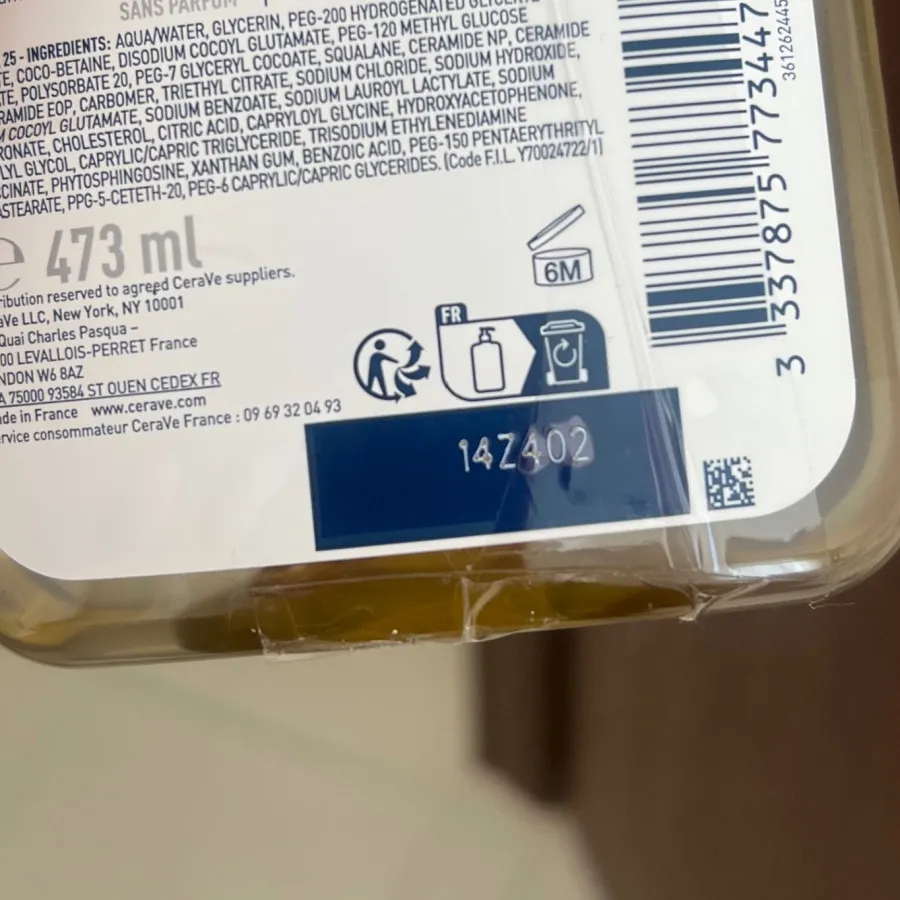 SANS PARFUM
25 - INGREDIENTS: AQUA/WATER, GLYCERIN, PEG-200 HYDROGENATED GLYCERYL
COCO-BETAINE, DISODIUM COCOYL GLUTAMATE, PEG-120 METHYL GLUCOSE
POLYSORBATE 20, PEG-7 GLYCERYL COCOATE, SQUALANE, CERAMIDE NP, CERAMIDE
EOP, CARBOMER, TRIETHYL CITRATE, SODIUM CHLORIDE, SODIUM HYDROXIDE,
COCOYL GLUTAMATE, SODIUM BENZOATE, SODIUM LAUROYL LACTYLATE, SODIUM
CHOLESTEROL, CITRIC ACID, CAPRYLOYL GLYCINE, HYDROXYACETOPHENONE,
GLYCOL, CAPRYLIC/CAPRIC TRIGLYCERIDE, TRISODIUM ETHYLENEDIAMINE
PHYTOSPHINGOSINE, XANTHAN GUM, BENZOIC ACID, PEG-150 PENTAERYTHRITYL
PPG-5-CETETH-20, PEG-6 CAPRYLIC/CAPRIC GLYCERIDES. (Code F.I.L. Y70024722/1)
e 473 ml
reserved to agreed CeraVe suppliers.
LLC, New York, NY 10001
Quai Charles Pasqua –
LEVALLOIS-PERRET France
W6 8AZ
75000 93584 ST OUEN CEDEX FR
in France www.cerave.com
consommateur CeraVe France : 09 69 32 04 93
6M
FR
14Z402
3 337875 773447
361262445